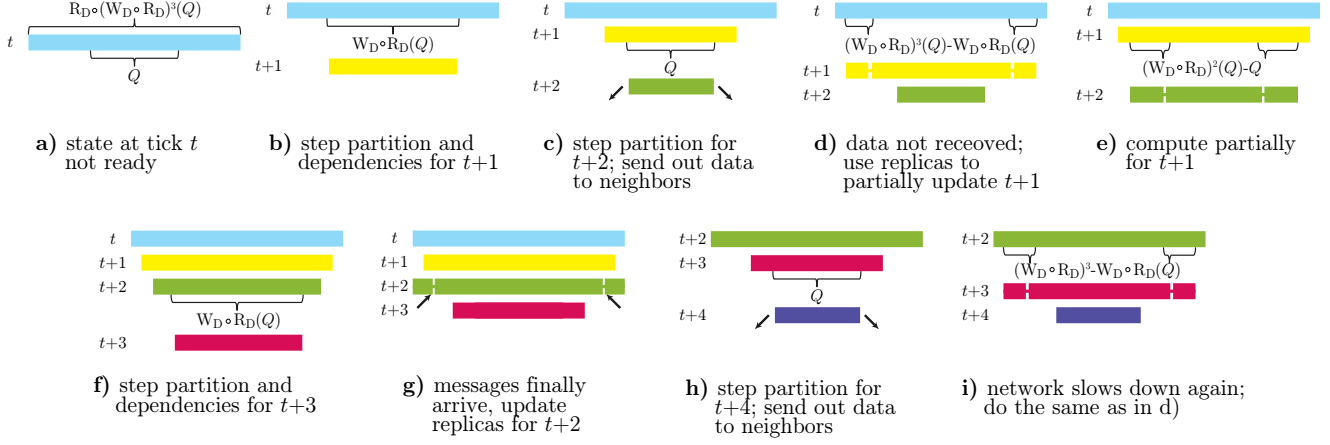 R_D∘(W_D∘R_D)³(Q)
t
Q
a) state at tick t
not ready
W_D∘R_D(Q)
t+1
b) step partition and
dependencies for t+1
t+1
Q
t+2
c) step partition for
t+2; send out data
to neighbors
t
(W_D∘R_D)³(Q)-W_D∘R_D(Q)
t+1
t+2
d) data not receoved;
use replicas to
partially update t+1
t
t+1
(W_D∘R_D)²(Q)-Q
t+2
e) compute partially
for t+1
t
t+1
t+2
W_D∘R_D(Q)
t+3
f) step partition and
dependencies for t+3
t
t+1
t+2
t+3
g) messages finally
arrive, update
replicas for t+2
t+2
t+3
Q
t+4
h) step partition for
t+4; send out data
to neighbors
t+2
(W_D∘R_D)³-W_D∘R_D(Q)
t+3
t+4
i) network slows down again;
do the same as in d)